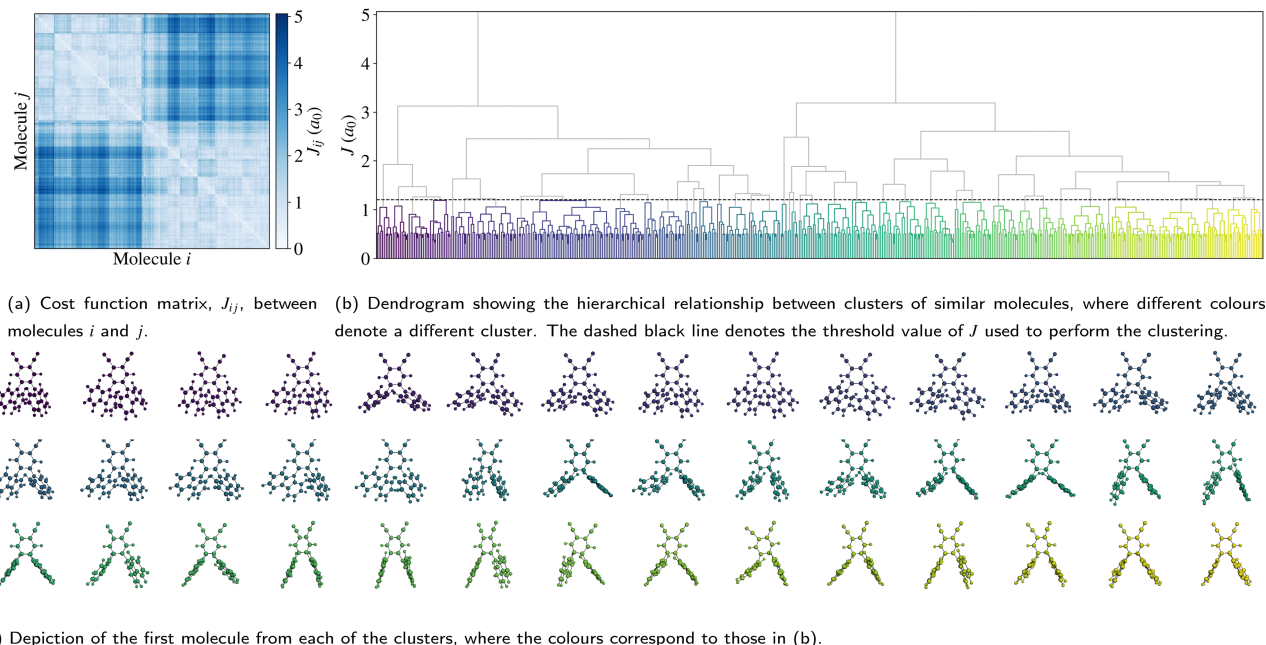 5
4
3
2
1
0
J_ij (a_0)
Molecule j
Molecule i
5
4
3
2
1
0
J (a_0)
(a) Cost function matrix, J_ij, between
molecules i and j.
(b) Dendrogram showing the hierarchical relationship between clusters of similar molecules, where different colours
denote a different cluster. The dashed black line denotes the threshold value of J used to perform the clustering.
) Depiction of the first molecule from each of the clusters, where the colours correspond to those in (b).